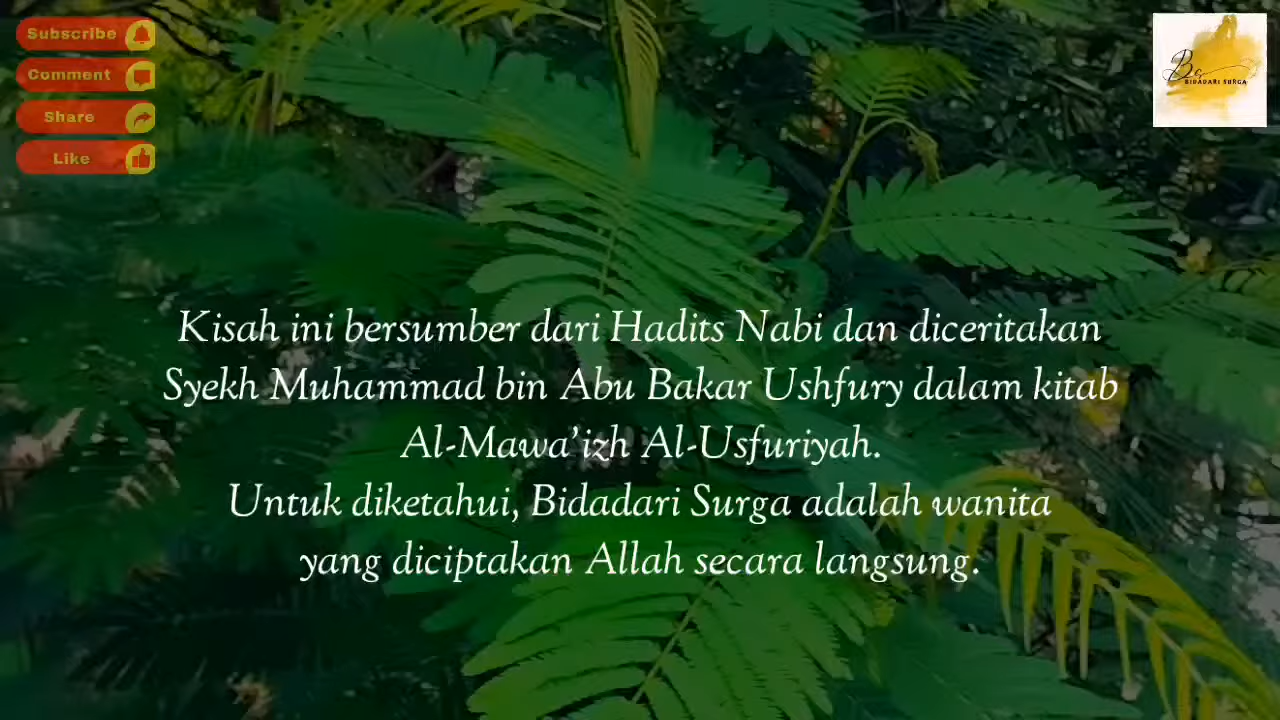 Subscribe
Comment
Share
Like
Bs
BIDADARI SURGA
Kisah ini bersumber dari Hadits Nabi dan diceritakan
Syekh Muhammad bin Abu Bakar Ushfury dalam kitab
Al-Mawa'izh Al-Usfuriyah.
Untuk diketahui, Bidadari Surga adalah wanita
yang diciptakan Allah secara langsung.